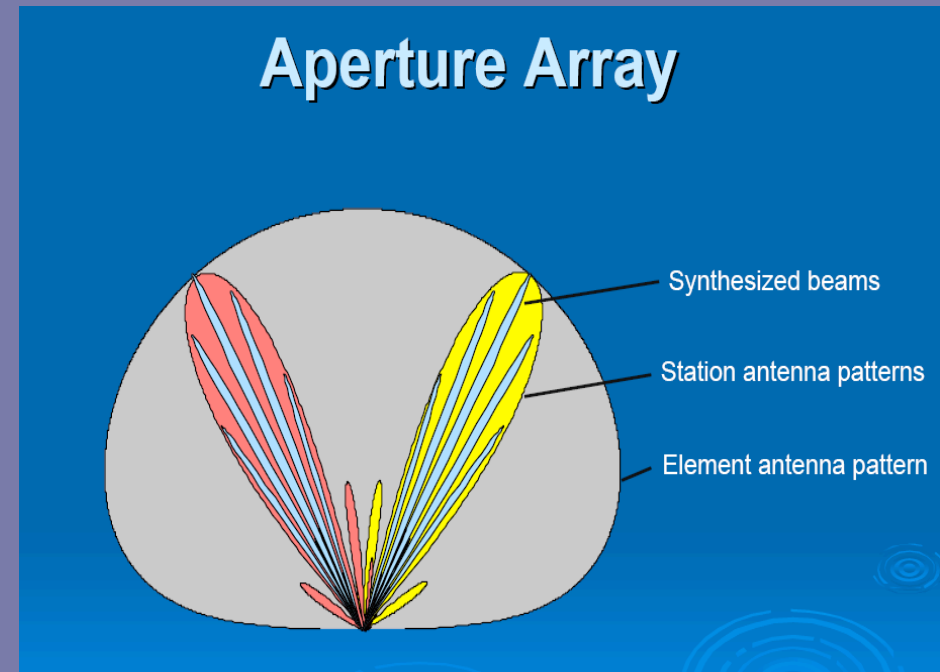 Aperture Array
Synthesized beams
Station antenna patterns
Element antenna pattern